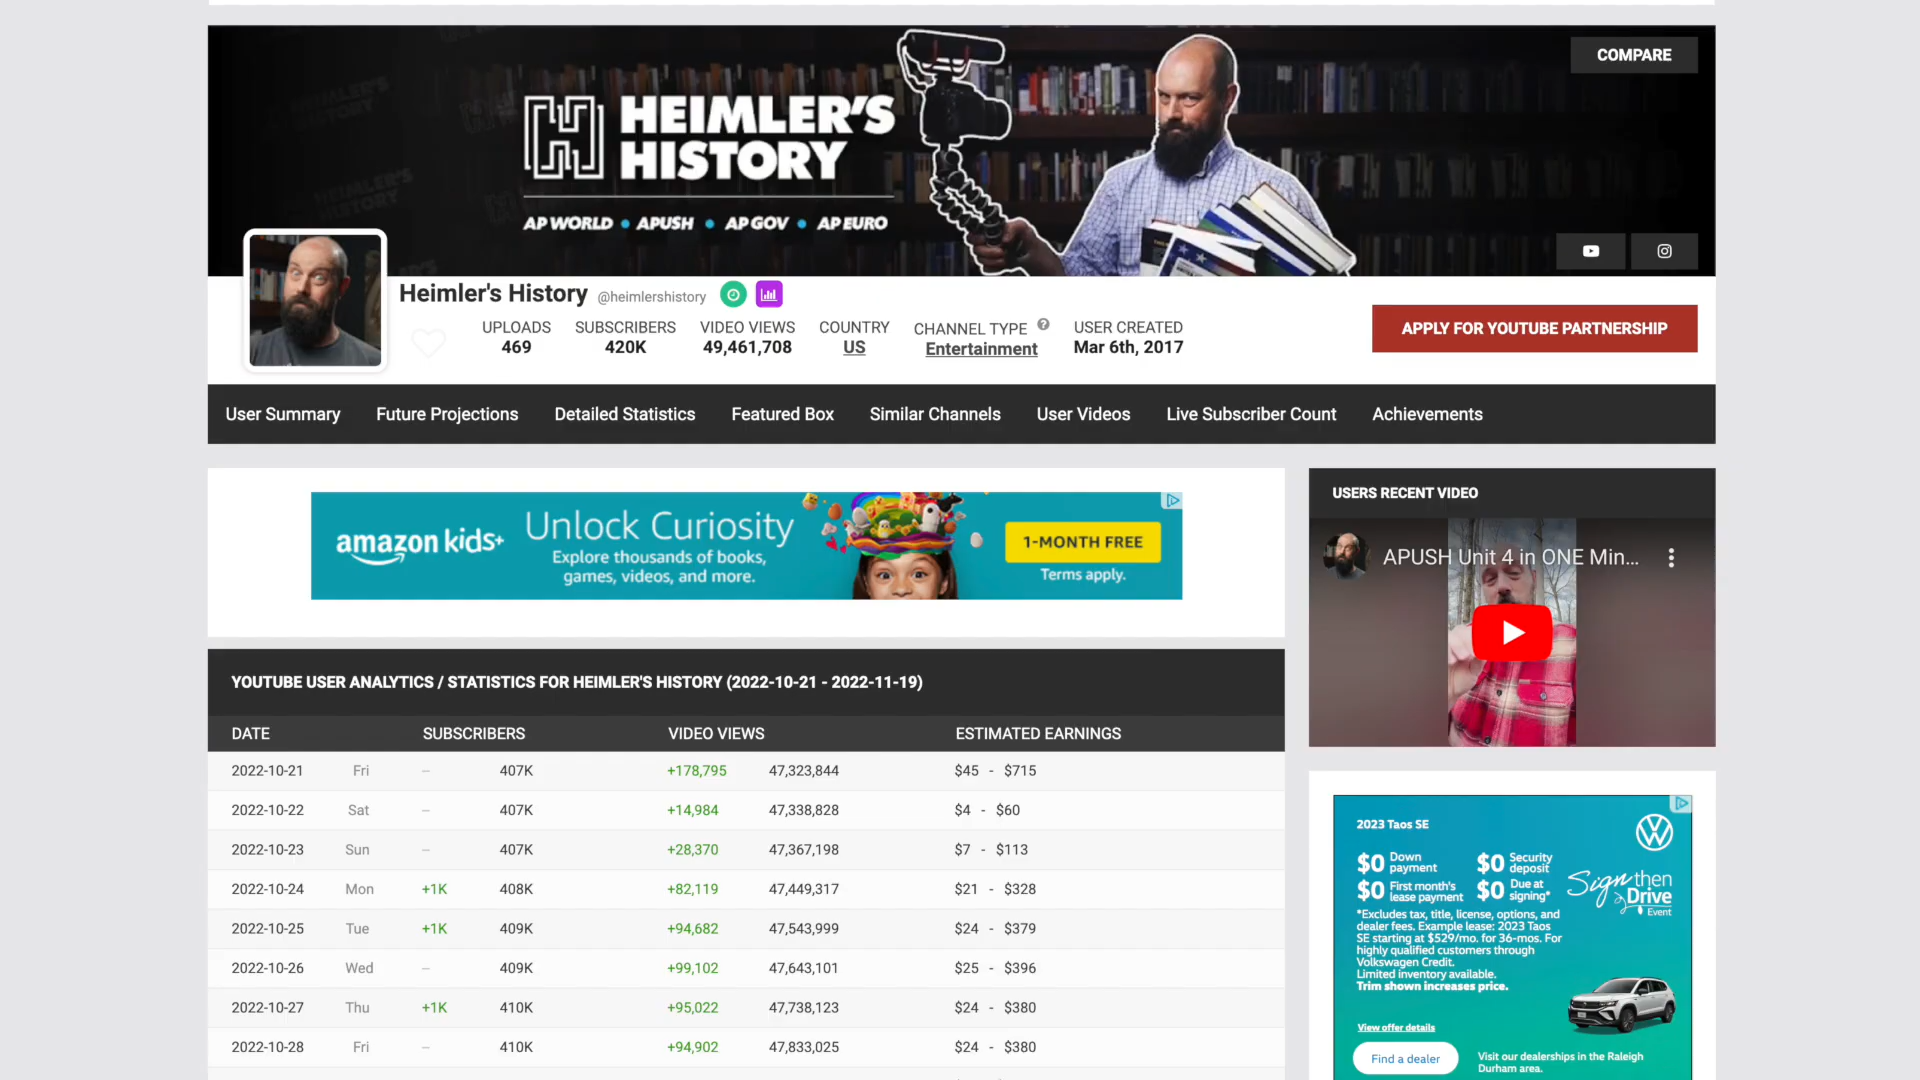 COMPARE
HEIMLER'S
HISTORY
AP WORLD • APUSH • AP GOV • AP EURO
Heimler's History @heimlershistory
UPLOADS SUBSCRIBERS VIDEO VIEWS COUNTRY CHANNEL TYPE ? USER CREATED
469 420K 49,461,708 US Entertainment Mar 6th, 2017
APPLY FOR YOUTUBE PARTNERSHIP
User Summary Future Projections Detailed Statistics Featured Box Similar Channels User Videos Live Subscriber Count Achievements
amazon kids+
Unlock Curiosity
Explore thousands of books,
games, videos, and more.
1-MONTH FREE
Terms apply.
USERS RECENT VIDEO
APUSH Unit 4 in ONE Min...
YOUTUBE USER ANALYTICS / STATISTICS FOR HEIMLER'S HISTORY (2022-10-21 - 2022-11-19)
DATE SUBSCRIBERS VIDEO VIEWS ESTIMATED EARNINGS
2022-10-21 Fri -- 407K +178,795 47,323,844 $45 - $715
2022-10-22 Sat -- 407K +14,984 47,338,828 $4 - $60
2022-10-23 Sun -- 407K +28,370 47,367,198 $7 - $113
2022-10-24 Mon +1K 408K +82,119 47,449,317 $21 - $328
2022-10-25 Tue +1K 409K +94,682 47,543,999 $24 - $379
2022-10-26 Wed -- 409K +99,102 47,643,101 $25 - $396
2022-10-27 Thu +1K 410K +95,022 47,738,123 $24 - $380
2022-10-28 Fri -- 410K +94,902 47,833,025 $24 - $380
2023 Taos SE
$0 Down payment $0 Security deposit
$0 First month's lease payment $0 Due at signing*
Sign then
Drive
Event
*Excludes tax, title, license, options, and
dealer fees. Example lease: 2023 Taos
SE starting at $529/mo. for 36-mos. For
highly qualified customers through
Volkswagen Credit.
Limited inventory available.
Trim shown increases price.
View offer details
Find a dealer
Visit our dealerships in the Raleigh
Durham area.